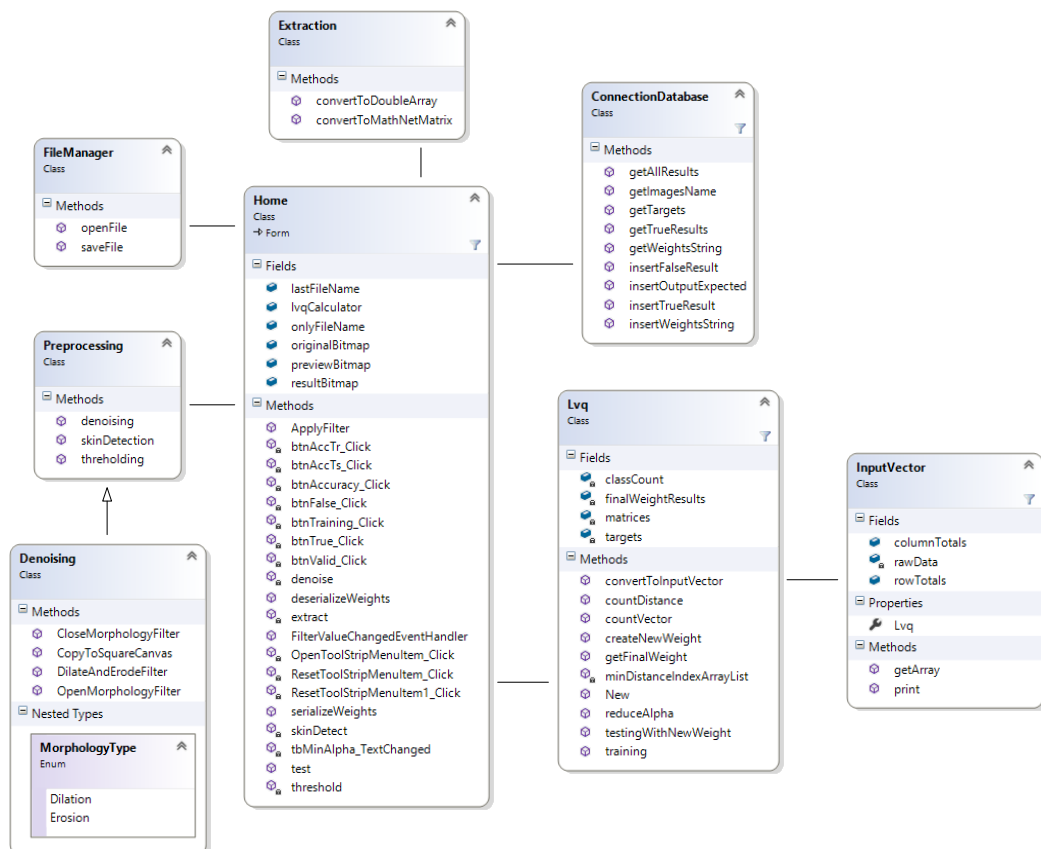 Extraction
Class
Methods
convertToDoubleArray
convertToMathNetMatrix
ConnectionDatabase
Class
Methods
getAllResults
getImagesName
getTargets
getTrueResults
getWeightsString
insertFalseResult
insertOutputExpected
insertTrueResult
insertWeightsString
FileManager
Class
Methods
openFile
saveFile
Home
Class
Form
Fields
lastFileName
lvqCalculator
onlyFileName
originalBitmap
previewBitmap
resultBitmap
Methods
ApplyFilter
btnAccTr_Click
btnAccTs_Click
btnAccuracy_Click
btnFalse_Click
btnTraining_Click
btnTrue_Click
btnValid_Click
denoise
deserializeWeights
extract
FilterValueChangedEventHandler
OpenToolStripMenuItem_Click
ResetToolStripMenuItem_Click
ResetToolStripMenuItem1_Click
serializeWeights
skinDetect
tbMinAlpha_TextChanged
test
threshold
Preprocessing
Class
Methods
denoising
skinDetection
threholding
Lvq
Class
Fields
classCount
finalWeightResults
matrices
targets
Methods
convertToInputVector
countDistance
countVector
createNewWeight
getFinalWeight
minDistanceIndexArrayList
New
reduceAlpha
testingWithNewWeight
training
InputVector
Class
Fields
columnTotals
rawData
rowTotals
Properties
Lvq
Methods
getArray
print
Denoising
Class
Methods
CloseMorphologyFilter
CopyToSquareCanvas
DilateAndErodeFilter
OpenMorphologyFilter
Nested Types
MorphologyType
Enum
Dilation
Erosion